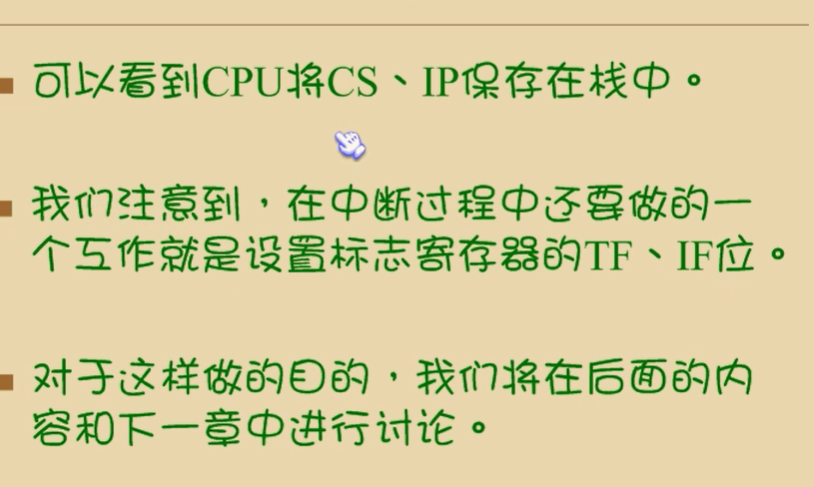 可以看到CPU将CS、IP保存在栈中。
我们注意到，在中断过程中还要做的一
个工作就是设置标志寄存器的TF、IF位。
对于这样做的目的，我们将在后面的内
容和下一章中进行讨论。